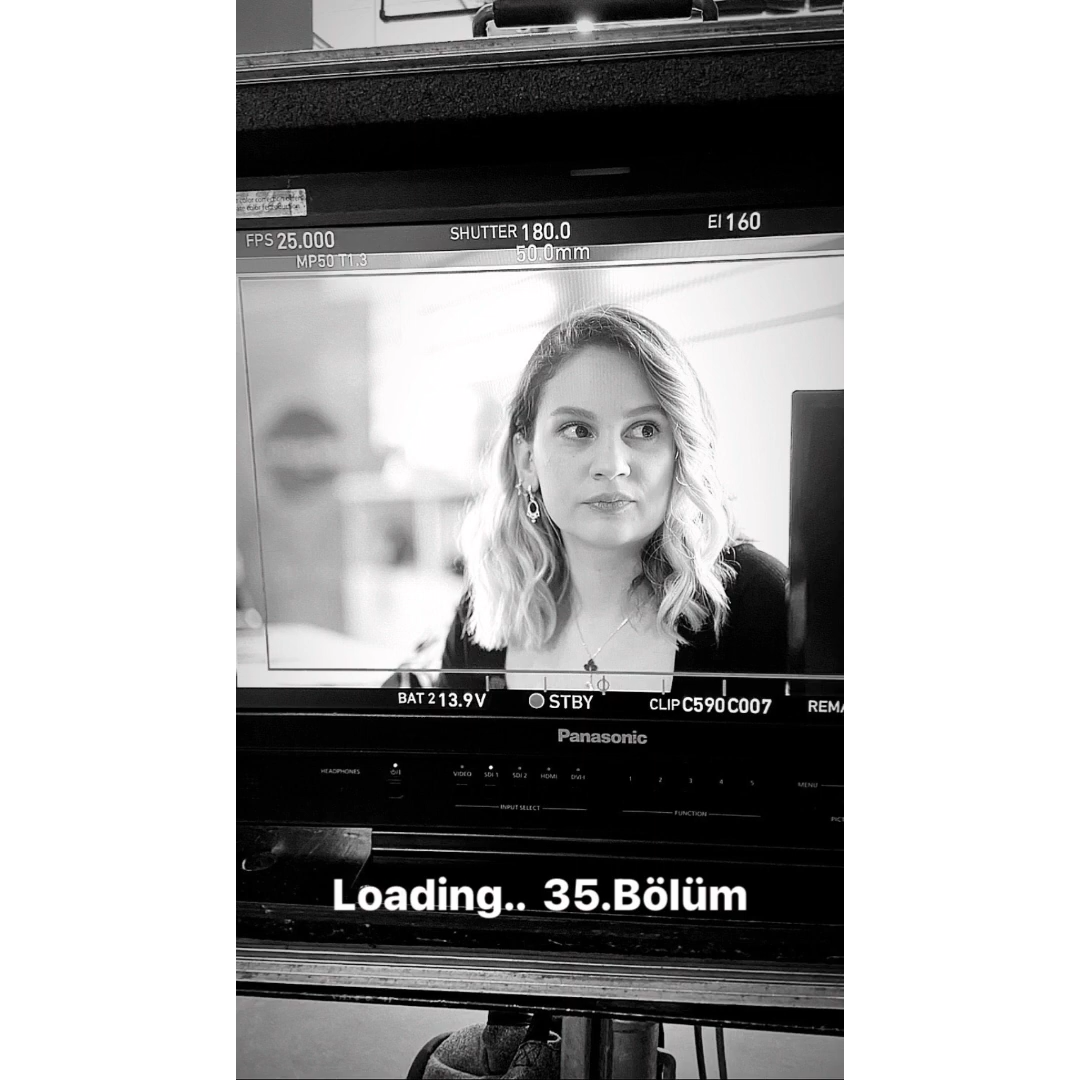 FPS 25.000 SHUTTER 180.0 EI 160
MP50 T1.3 50.0mm
BAT 2 13.9 V STBY CLIP C590C007 REMA
Panasonic
HEADPHONES VIDEO SDI 1 SDI 2 HDMI DVI-I 1 2 3 4 5 MENU
INPUT SELECT FUNCTION
Loading.. 35.Bölüm